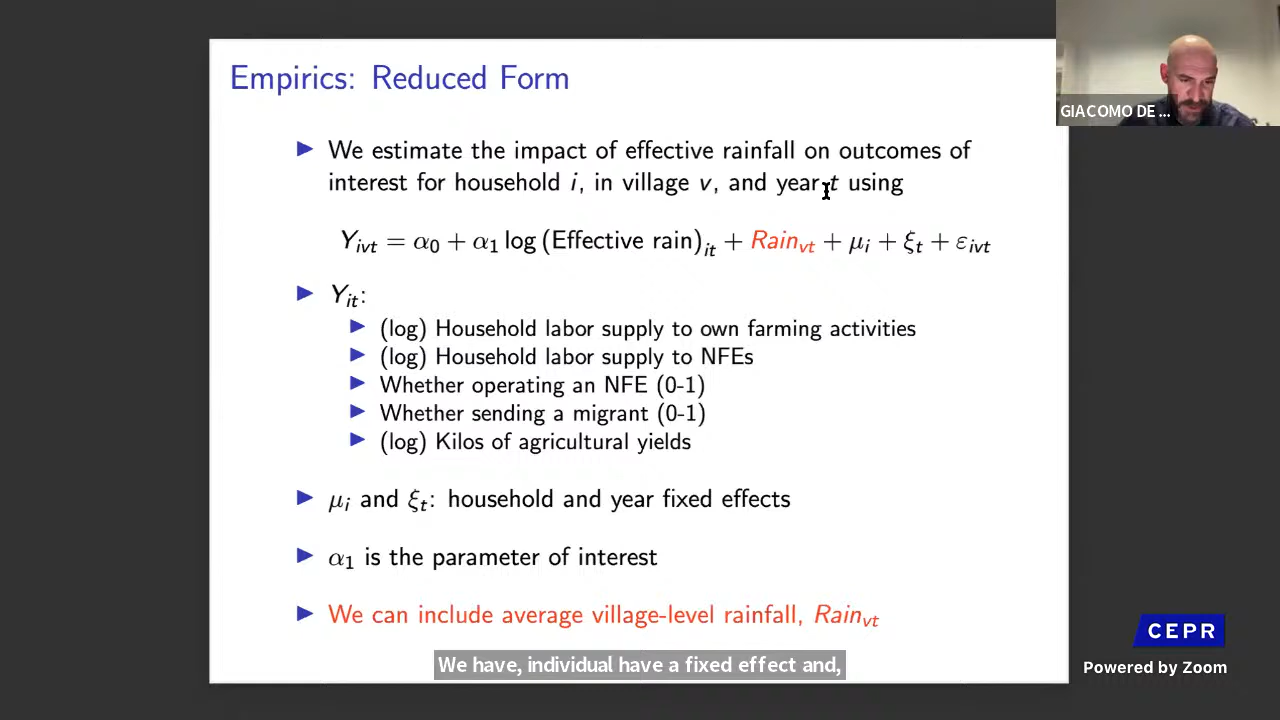 Empirics: Reduced Form
GIACOMO DE ...
▶ We estimate the impact of effective rainfall on outcomes of
interest for household i, in village v, and year t using
Y_ivt = α_0 + α_1 log (Effective rain)_it + Rain_vt + μ_i + ξ_t + ε_ivt
▶ Y_it:
▶ (log) Household labor supply to own farming activities
▶ (log) Household labor supply to NFEs
▶ Whether operating an NFE (0-1)
▶ Whether sending a migrant (0-1)
▶ (log) Kilos of agricultural yields
▶ μ_i and ξ_t: household and year fixed effects
▶ α_1 is the parameter of interest
▶ We can include average village-level rainfall, Rain_vt
We have, individual have a fixed effect and,
CEPR
Powered by Zoom